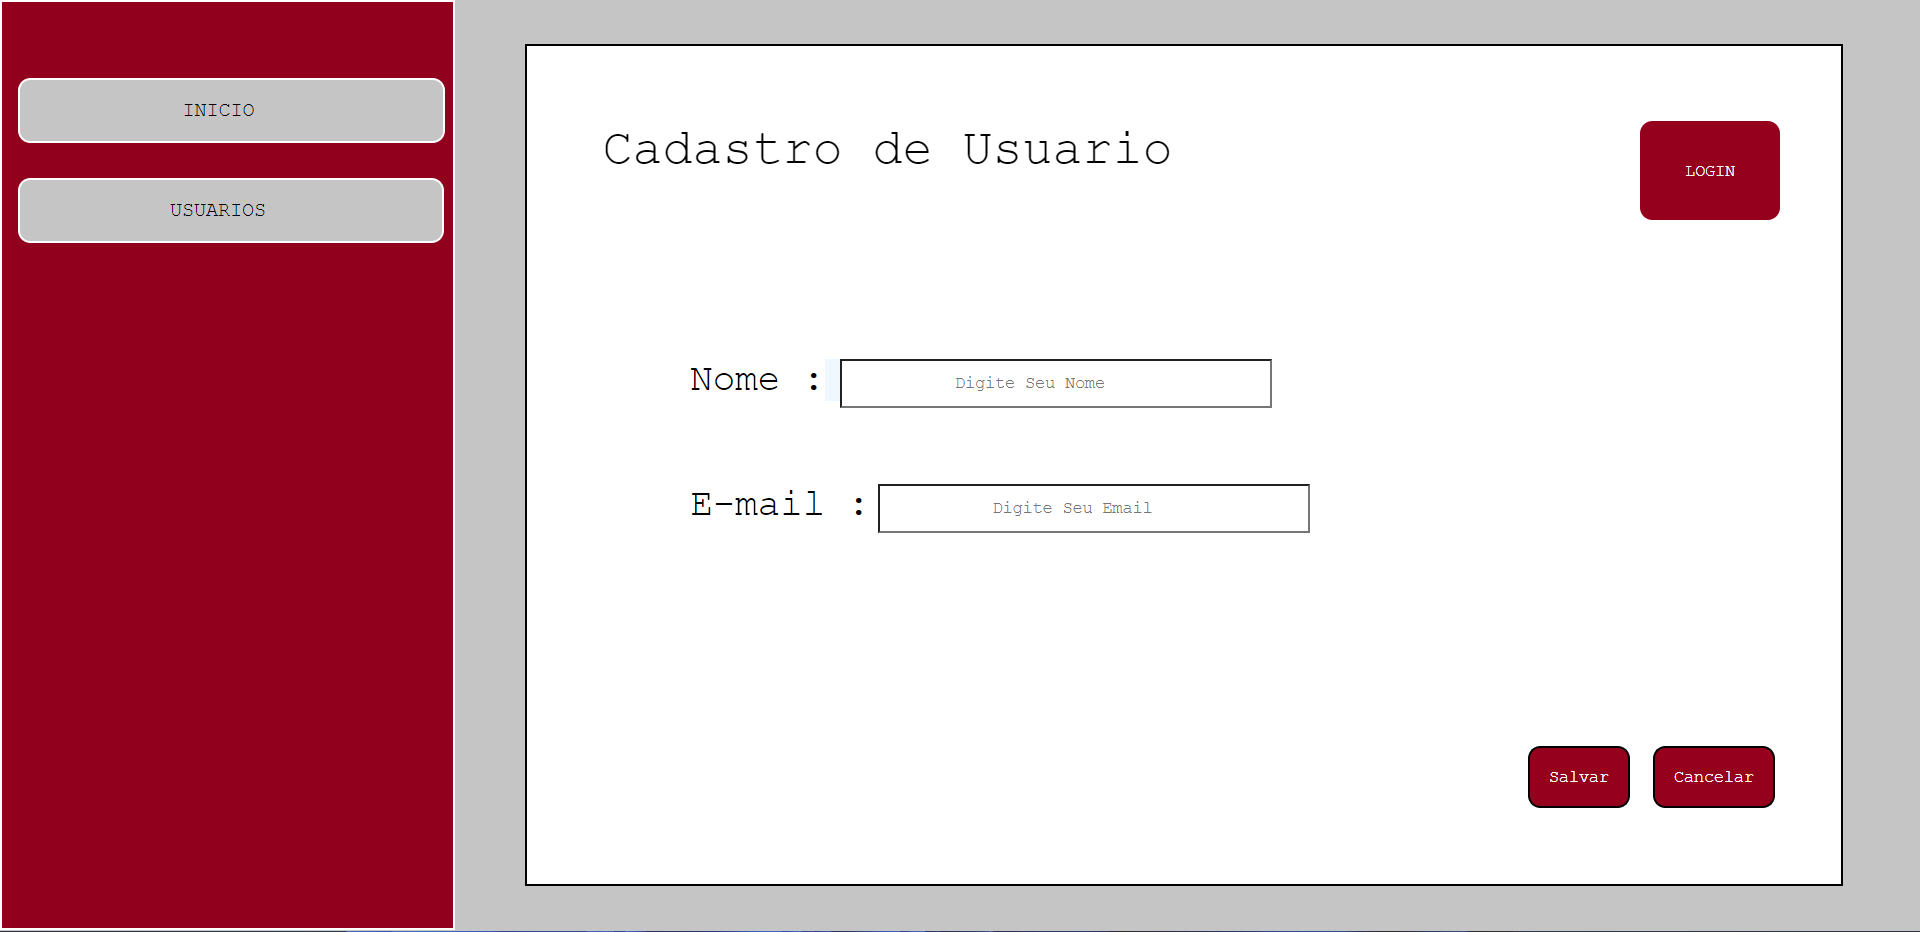 INICIO
USUARIOS
Cadastro de Usuario
LOGIN
Nome : Digite Seu Nome
E-mail : Digite Seu Email
Salvar Cancelar